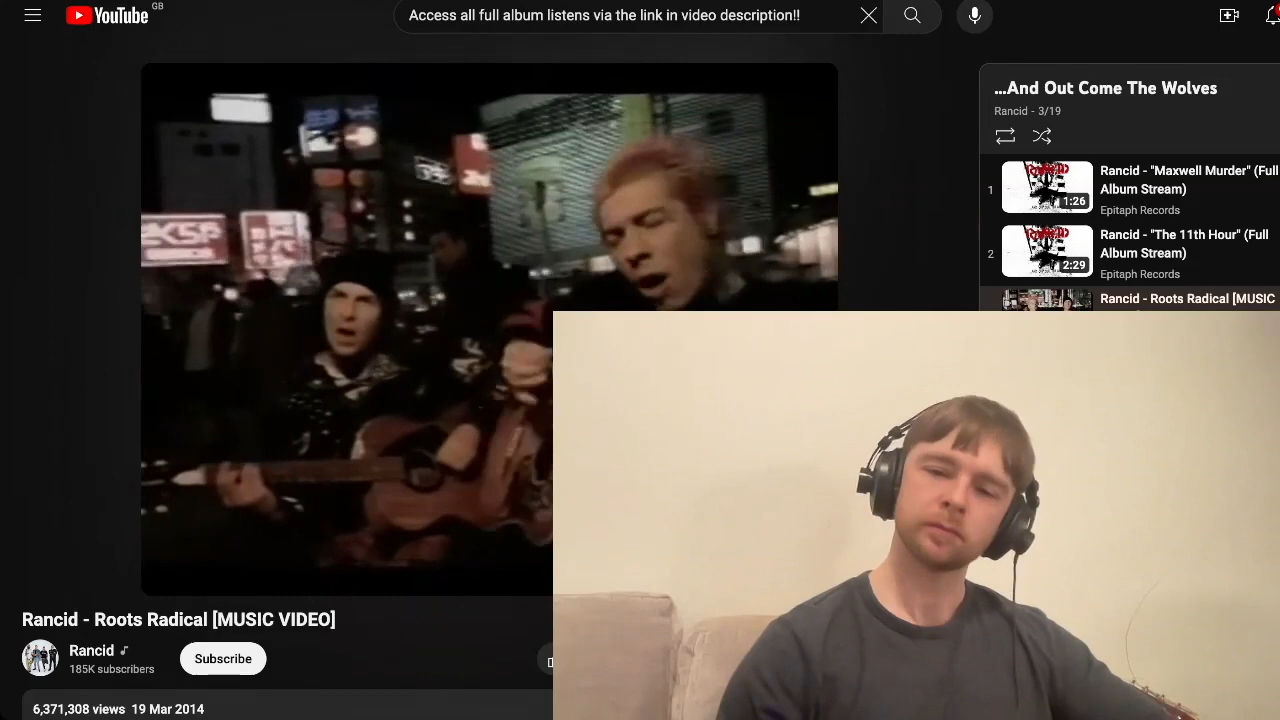 YouTube GB
Access all full album listens via the link in video description!!
...And Out Come The Wolves
Rancid - 3/19
1
1:26
Rancid - "Maxwell Murder" (Full
Album Stream)
Epitaph Records
2
2:29
Rancid - "The 11th Hour" (Full
Album Stream)
Epitaph Records
Rancid - Roots Radical [MUSIC
Rancid - Roots Radical [MUSIC VIDEO]
Rancid
185K subscribers
Subscribe
6,371,308 views 19 Mar 2014